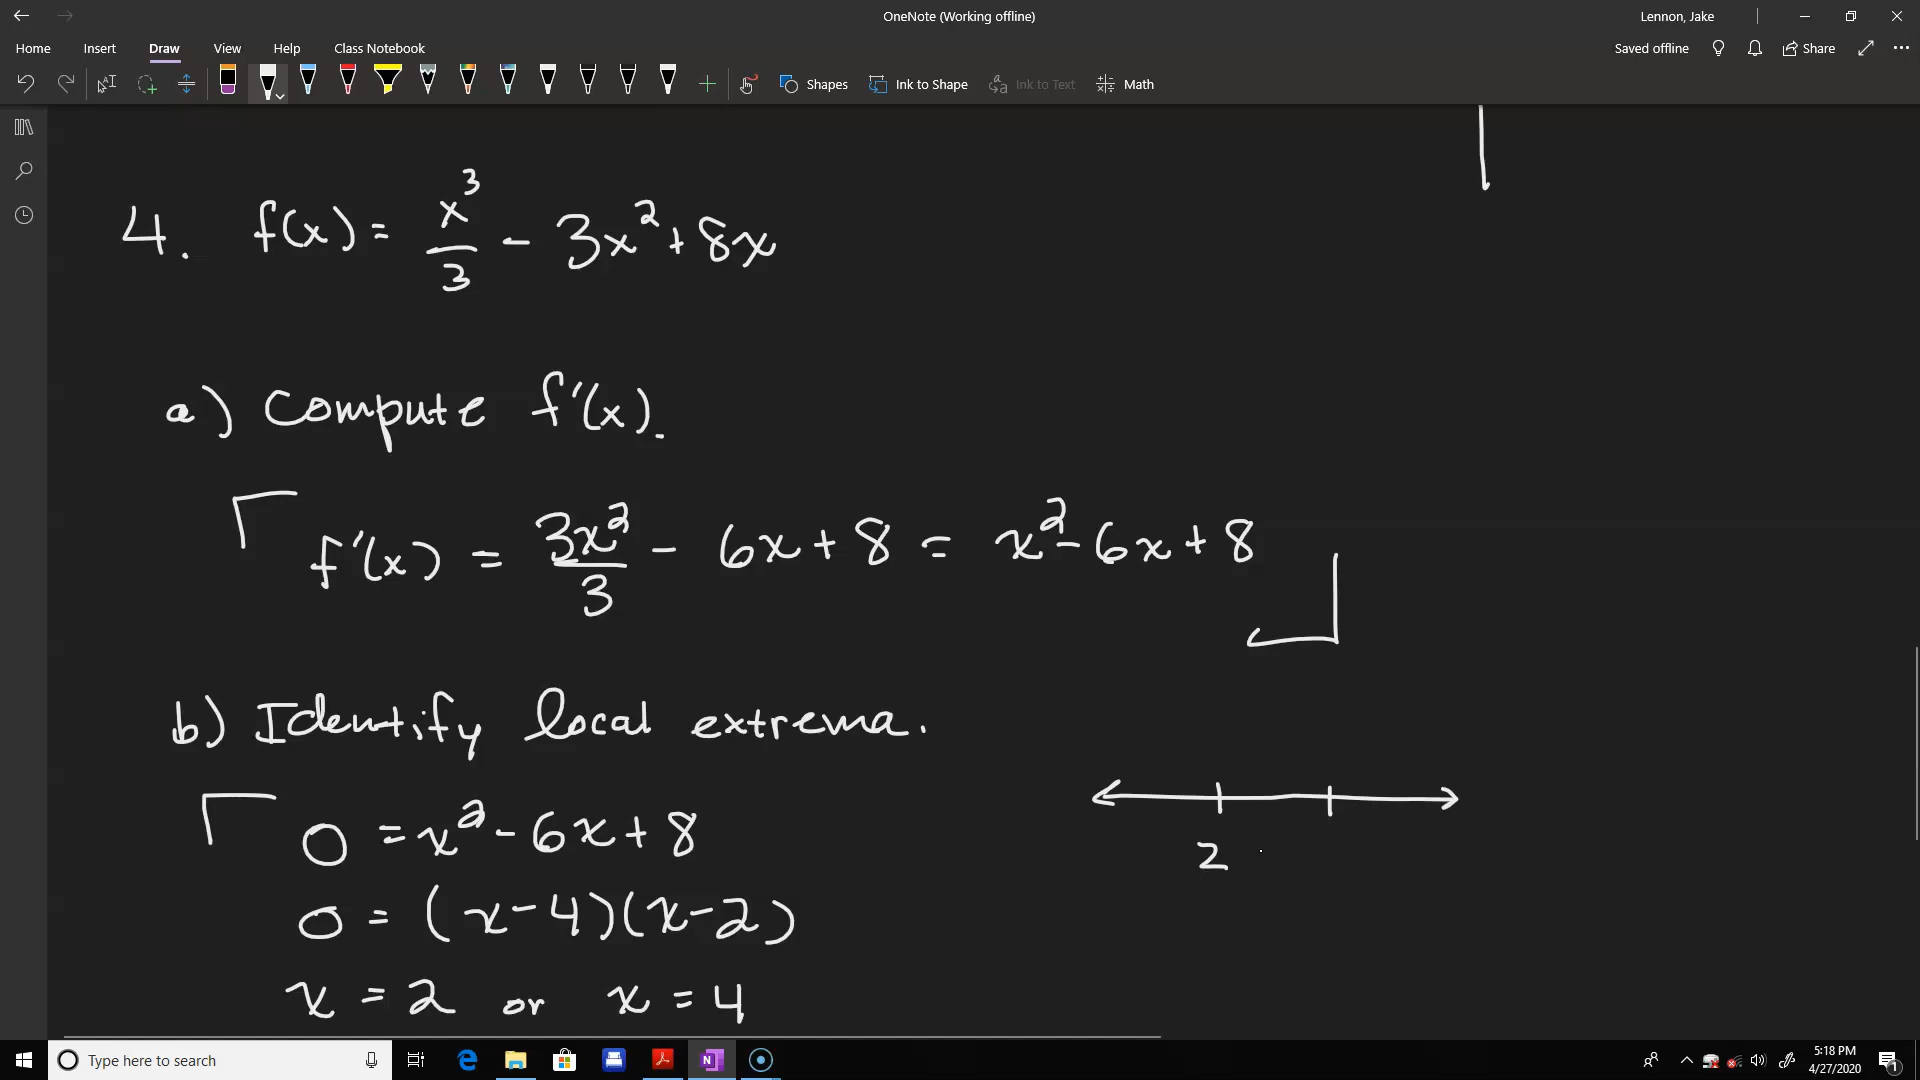 OneNote (Working offline)
Lennon, Jake
Home Insert Draw View Help Class Notebook
Saved offline Share
Shapes Ink to Shape Ink to Text Math
4. f(x) = x³/3 - 3x² + 8x
a) Compute f'(x).
f'(x) = 3x²/3 - 6x + 8 = x² - 6x + 8
b) Identify local extrema.
0 = x² - 6x + 8
2
0 = (x-4)(x-2)
x = 2 or x = 4
Type here to search
5:18 PM
4/27/2020